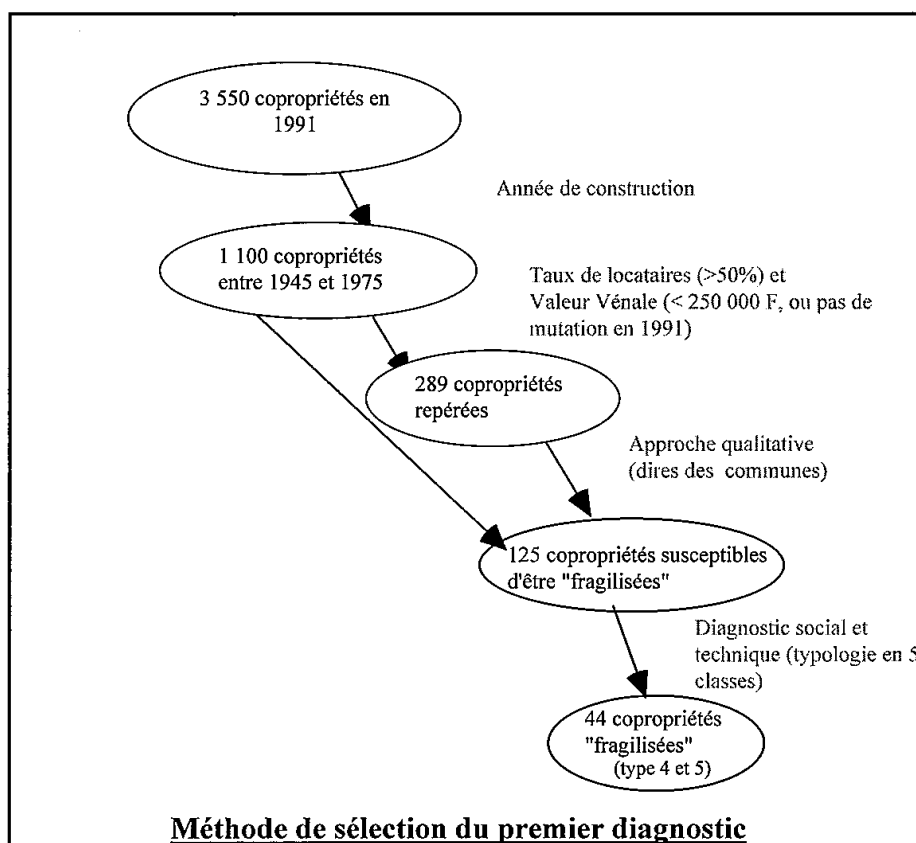 3 550 copropriétés en
1991
Année de construction
1 100 copropriétés
entre 1945 et 1975
Taux de locataires (>50%) et
Valeur Vénale (< 250 000 F, ou pas de
mutation en 1991)
289 copropriétés
repérées
Approche qualitative
(dires des communes)
125 copropriétés susceptibles
d'être "fragilisées"
Diagnostic social et
technique (typologie en 5
classes)
44 copropriétés
"fragilisées"
(type 4 et 5)
Méthode de sélection du premier diagnostic